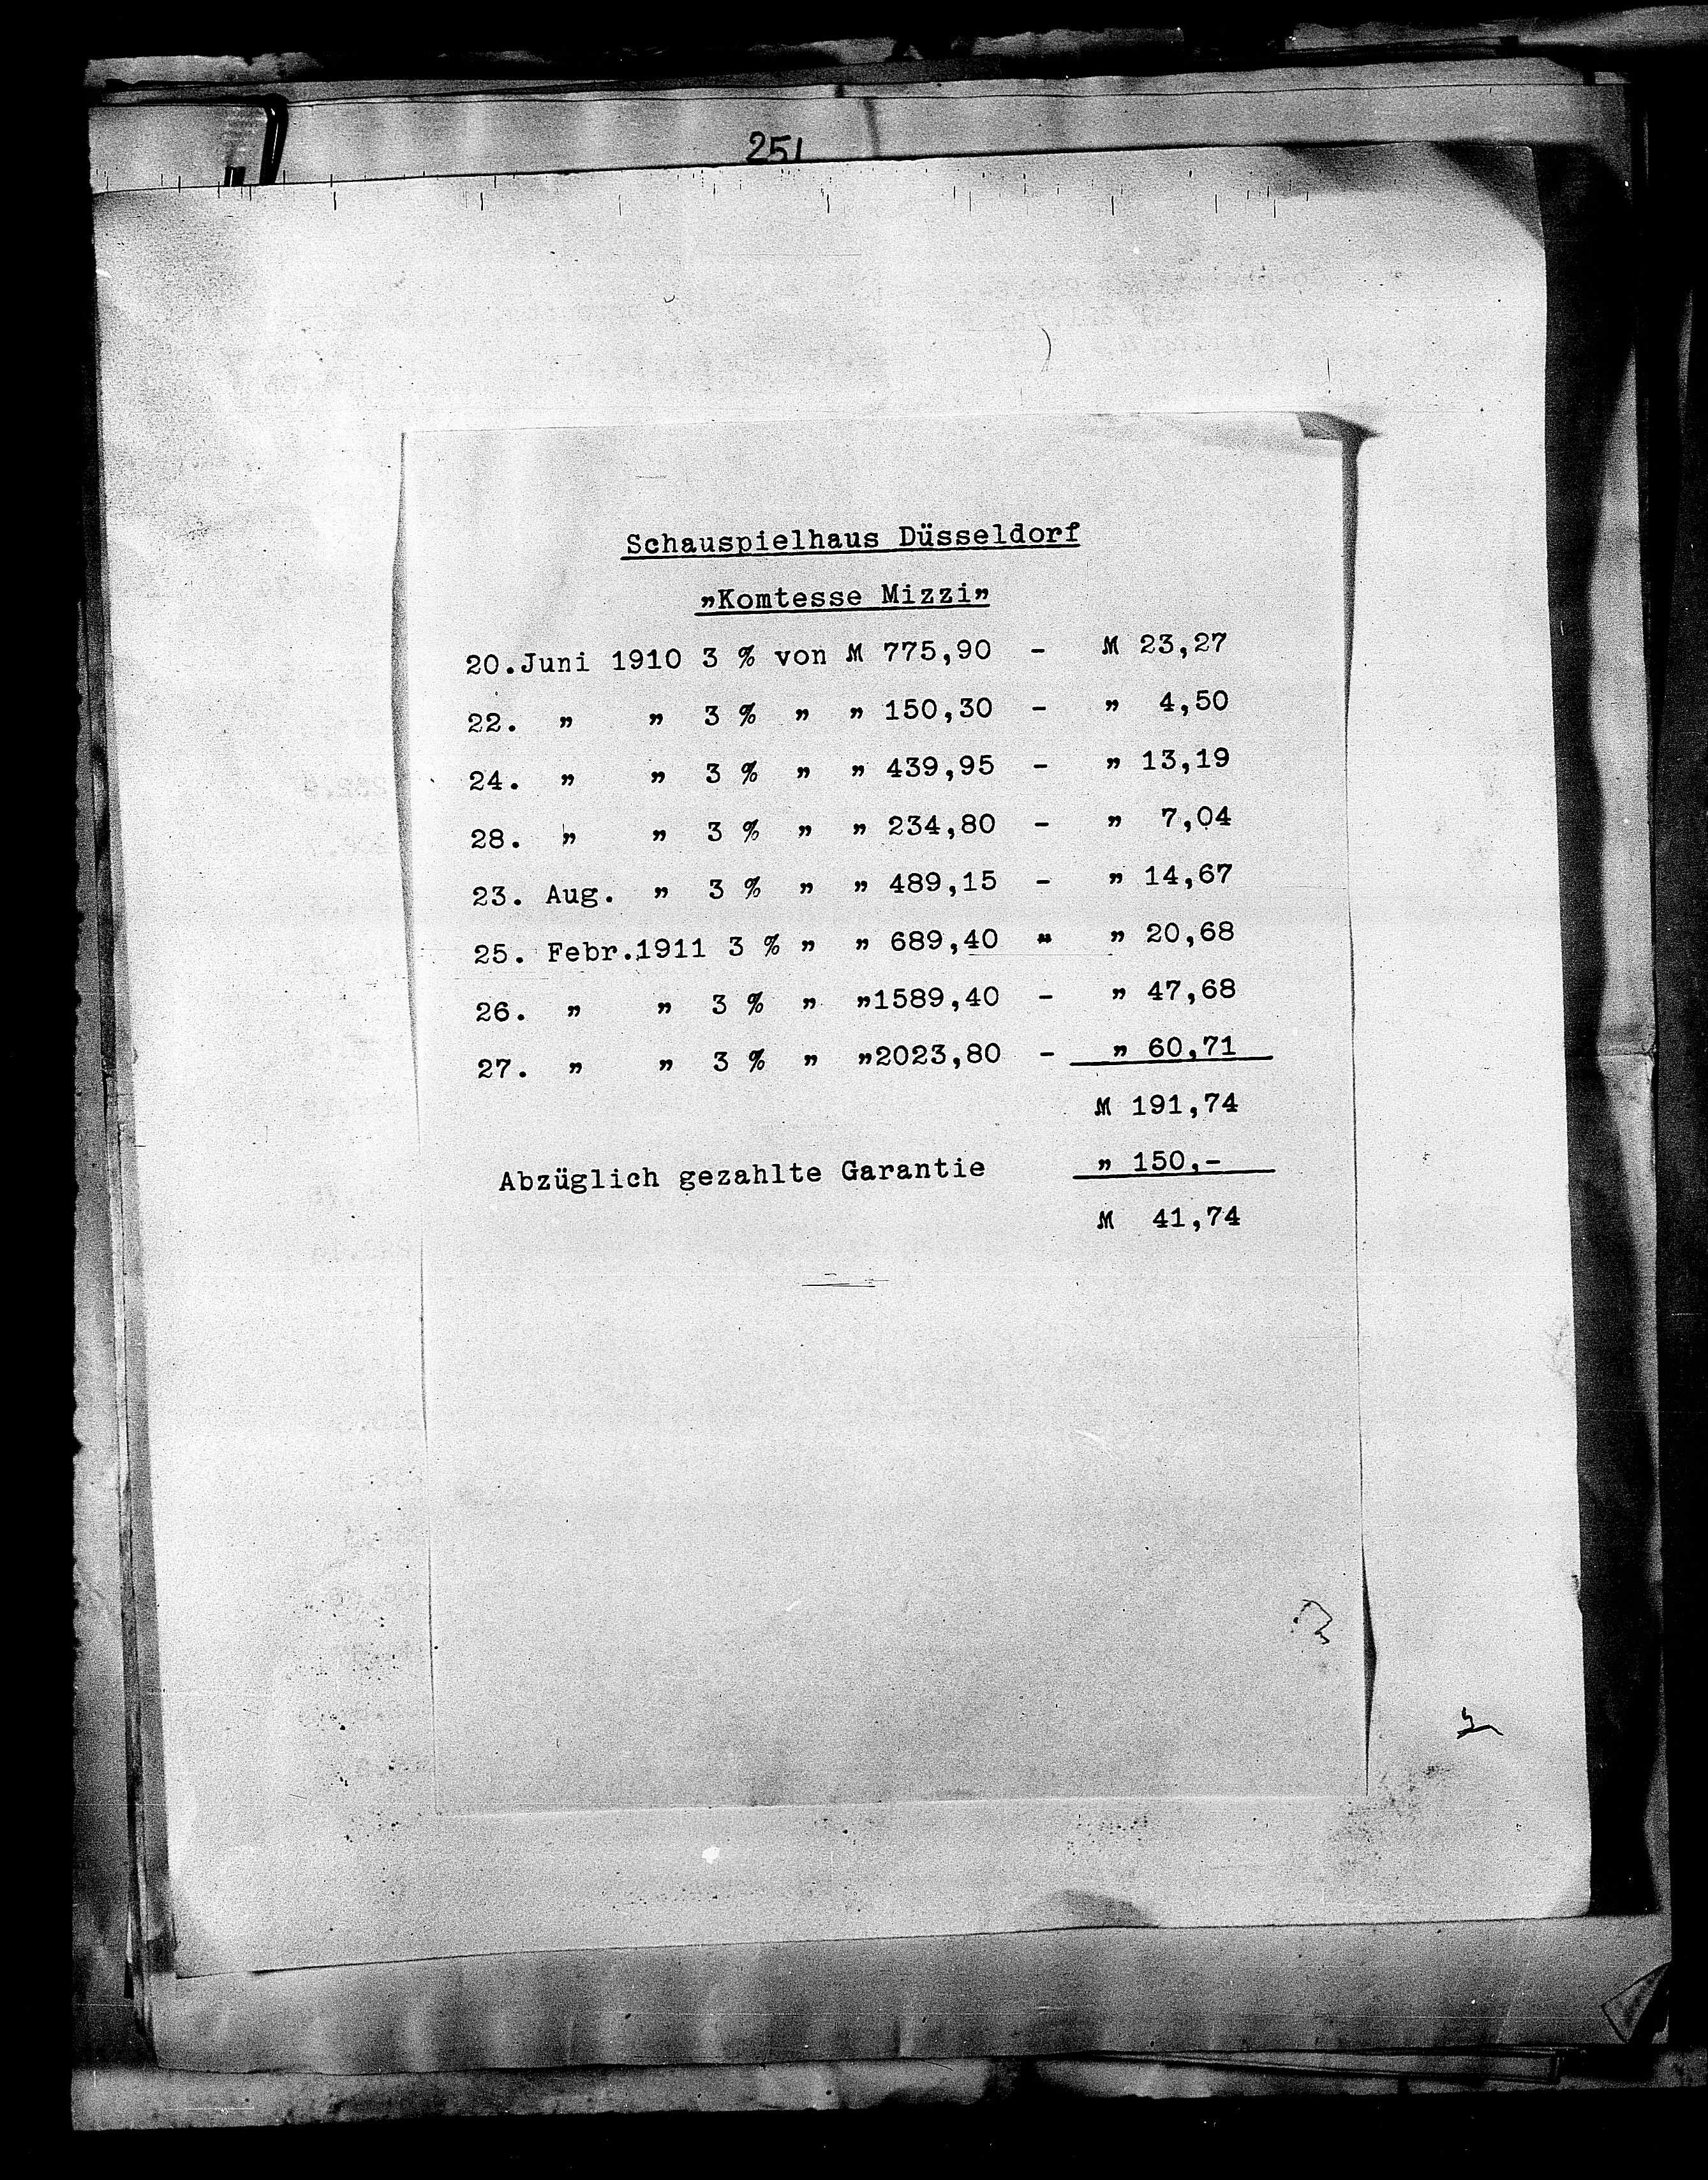 251
Schauspielhaus Düsseldorf
„Komtesse Mizzi„
20.Juni 1910 3 % von M 775,90 - M 23,27
22. „ „ 3 % „ „ 150,30 - „ 4,50
24. „ „ 3 % „ „ 439,95 - „ 13,19
28. „ „ 3 % „ „ 234,80 - „ 7,04
23. Aug. „ 3 % „ „ 489,15 - „ 14,67
25. Febr.1911 3 % „ „ 689,40 - „ 20,68
26. „ „ 3 % „ „1589,40 - „ 47,68
27. „ „ 3 % „ „2023,80 - „ 60,71
M 191,74
Abzüglich gezahlte Garantie „ 150,-
M 41,74